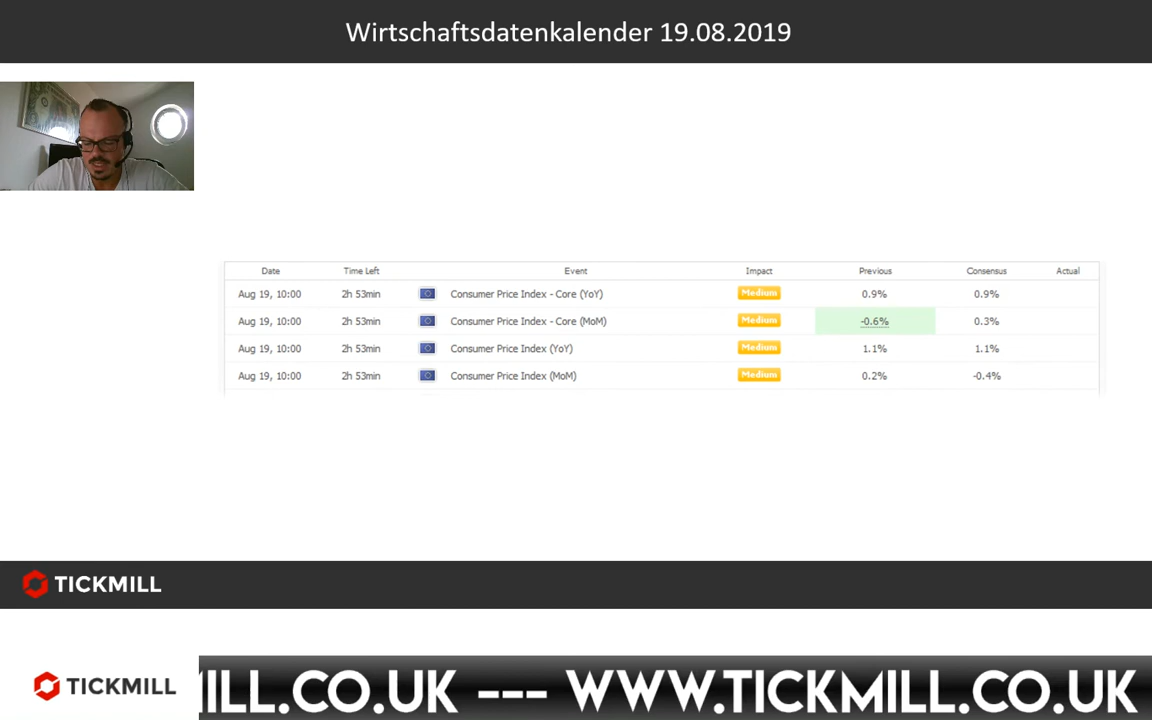 Wirtschaftsdatenkalender 19.08.2019
Date Time Left Event Impact Previous Consensus Actual
Aug 19, 10:00 2h 53min Consumer Price Index - Core (YoY) Medium 0.9% 0.9%
Aug 19, 10:00 2h 53min Consumer Price Index - Core (MoM) Medium -0.6% 0.3%
Aug 19, 10:00 2h 53min Consumer Price Index (YoY) Medium 1.1% 1.1%
Aug 19, 10:00 2h 53min Consumer Price Index (MoM) Medium 0.2% -0.4%
TICKMILL
TICKMILL
ILL.CO.UK --- WWW.TICKMILL.CO.UK